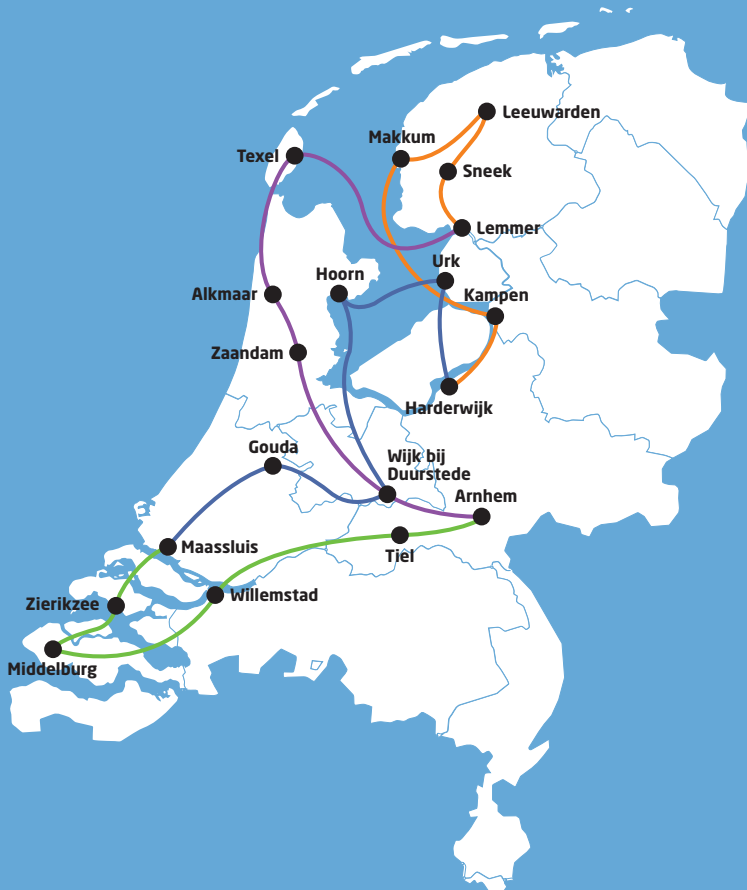 Leeuwarden
Makkum
Texel
Sneek
Lemmer
Urk
Hoorn
Alkmaar
Kampen
Zaandam
Harderwijk
Gouda
Wijk bij
Duurstede
Arnhem
Maassluis
Tiel
Willemstad
Zierikzee
Middelburg